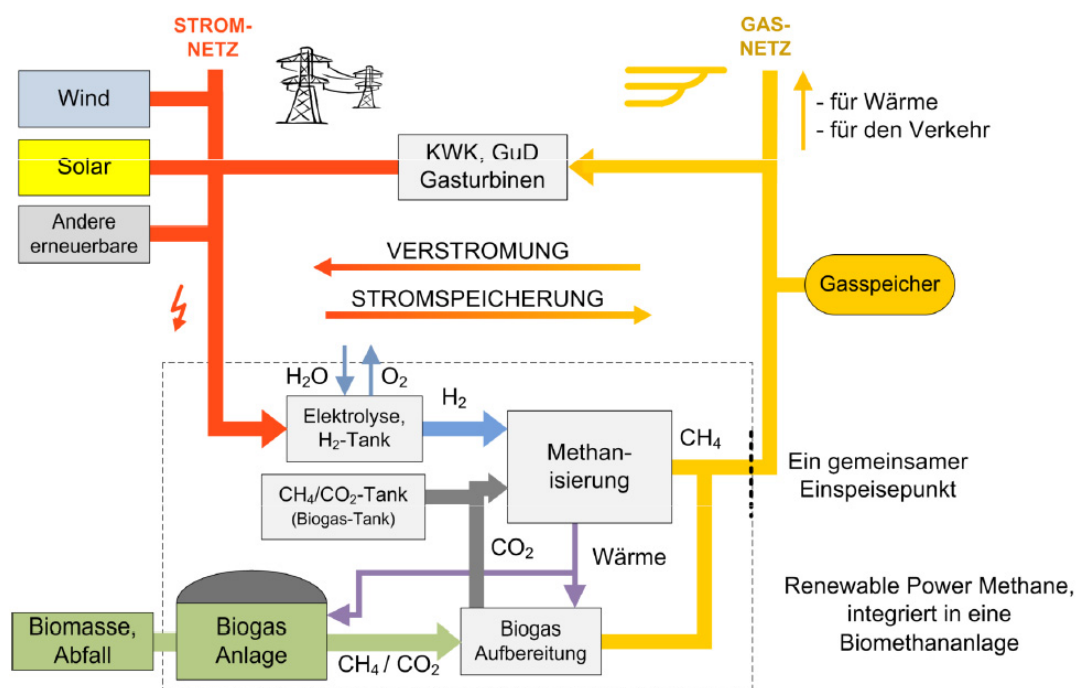 STROM-
NETZ
GAS-
NETZ
Wind
- für Wärme
- für den Verkehr
KWK, GuD
Gasturbinen
Solar
Andere
erneuerbare
VERSTROMUNG
Gasspeicher
STROMSPEICHERUNG
H₂O
O₂
H₂
Elektrolyse,
H₂-Tank
Methan-
isierung
CH₄
Ein gemeinsamer
Einspeisepunkt
CH₄/CO₂-Tank
(Biogas-Tank)
CO₂
Wärme
Renewable Power Methane,
integriert in eine
Biomethananlage
Biomasse,
Abfall
Biogas
Anlage
CH₄ / CO₂
Biogas
Aufbereitung